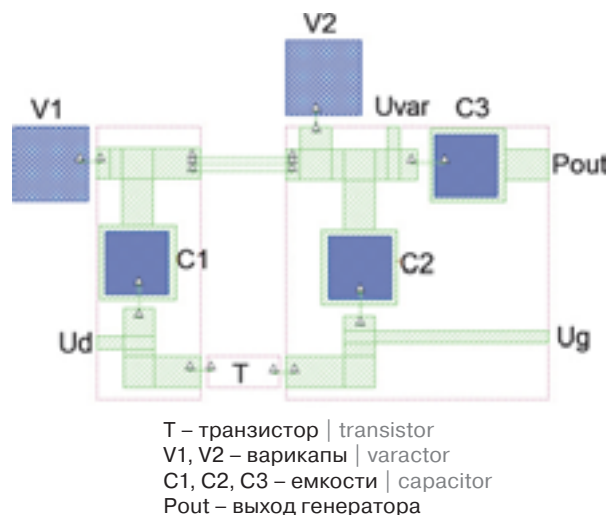 V2
V1
Uvar
C3
Pout
C1
C2
Ud
T
Ug
T – транзистор | transistor
V1, V2 – варикапы | varactor
C1, C2, C3 – емкости | capacitor
Pout – выход генератора